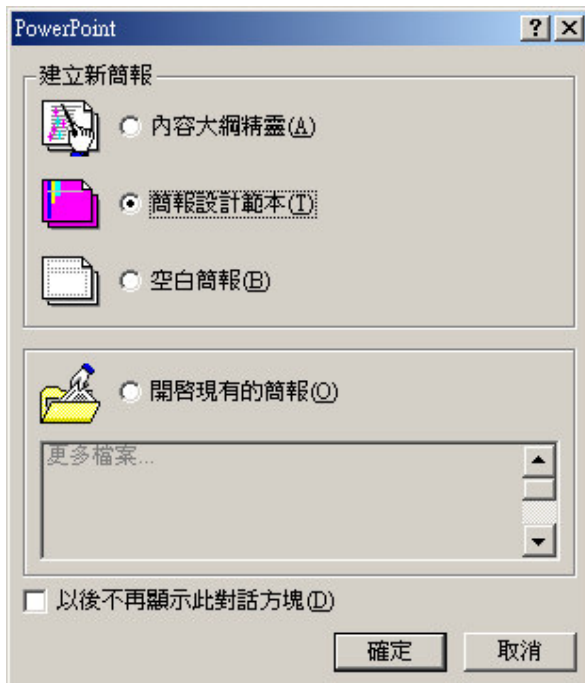 PowerPoint
建立新簡報
內容大綱精靈(A)
簡報設計範本(T)
空白簡報(B)
開啓現有的簡報(O)
更多檔案...
以後不再顯示此對話方塊(D)
確定
取消